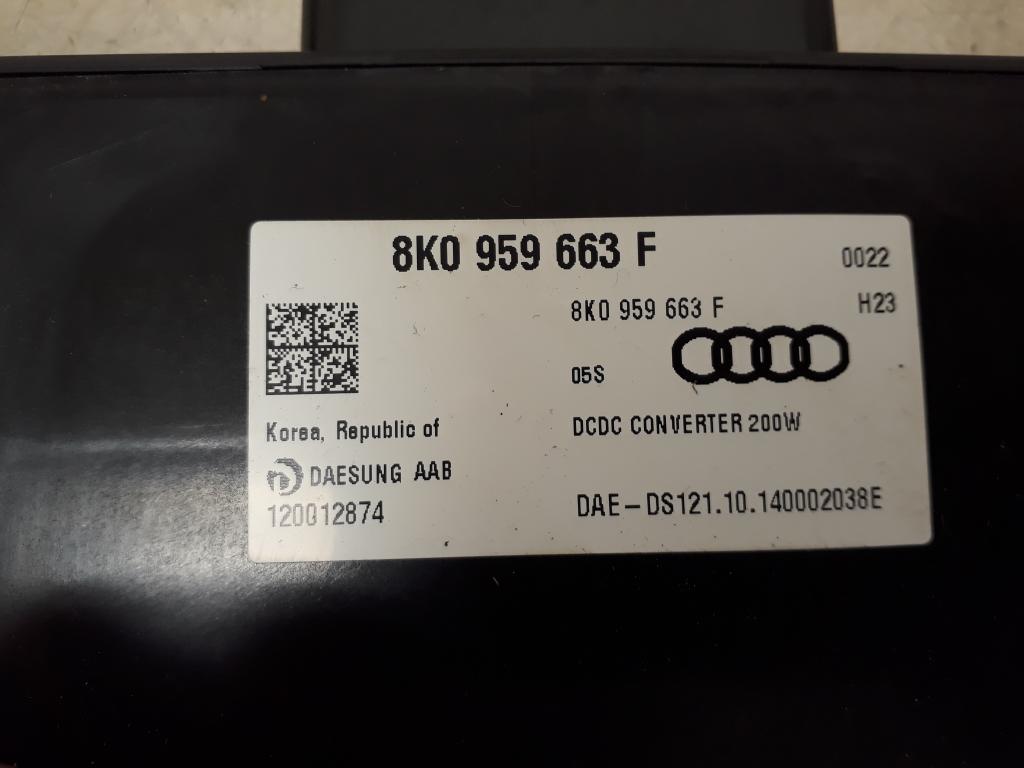 8K0 959 663 F
0022
8K0 959 663 F
H23
05S
Korea, Republic of
DCDC CONVERTER 200W
DAESUNG AAB
120012874
DAE-DS121.10.140002038E